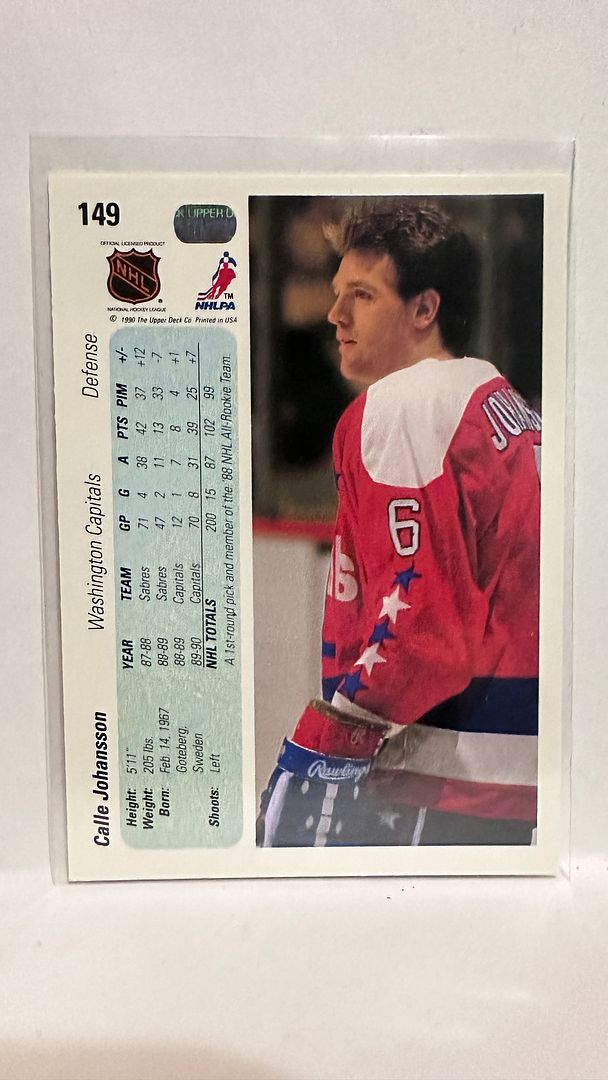 149
K UPPER D
OFFICIAL LICENSED PRODUCT
NHL
®
NATIONAL HOCKEY LEAGUE
TM
NHLPA
© 1990 The Upper Deck Co. Printed in USA
Calle Johansson Washington Capitals Defense
Height: 5'11"
Weight: 205 lbs.
Born: Feb. 14, 1967
Goteberg,
Sweden
Shoots: Left
YEAR TEAM GP G A PTS PIM +/-
87-88 Sabres 71 4 38 42 37 +12
88-89 Sabres 47 2 11 13 33 -7
88-89 Capitals 12 1 7 8 4 +1
89-90 Capitals 70 8 31 39 25 +7
NHL TOTALS 200 15 87 102 99
A 1st-round pick and member of the '88 NHL All-Rookie Team.
6
Rawlings